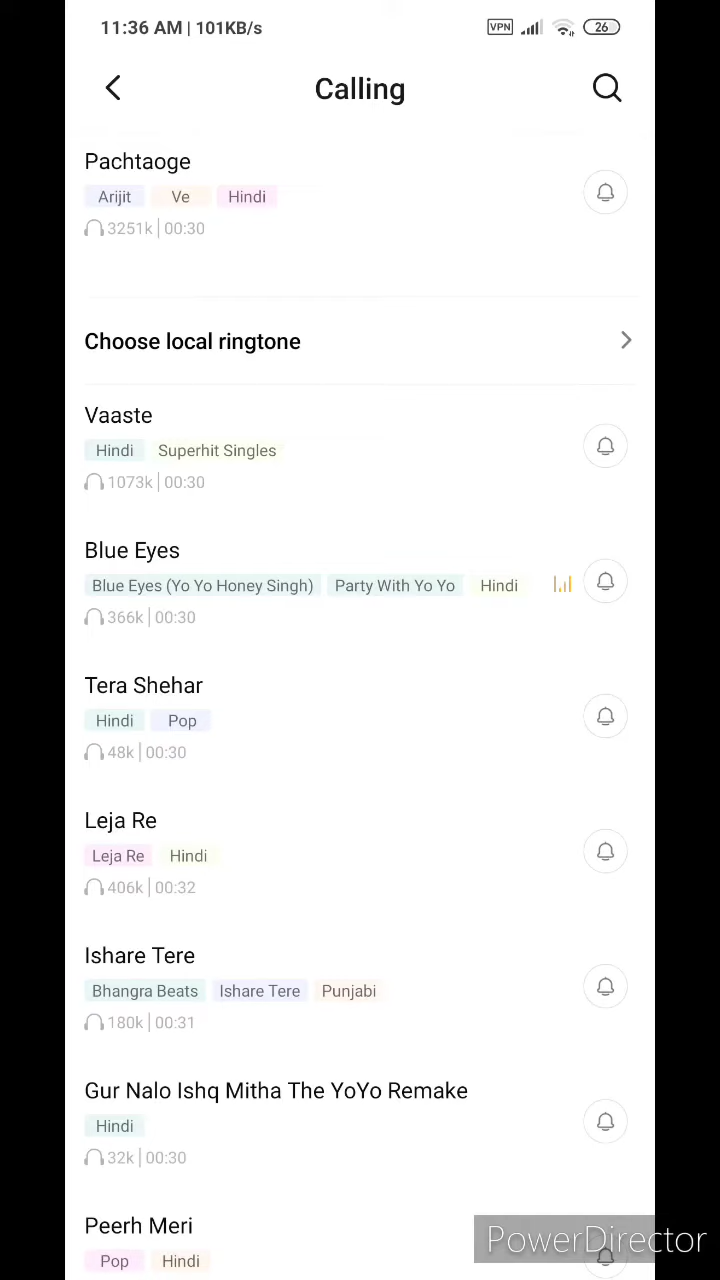 11:36 AM | 101KB/s VPN 26
Calling
Pachtaoge
Arijit Ve Hindi
3251k | 00:30
Choose local ringtone
Vaaste
Hindi Superhit Singles
1073k | 00:30
Blue Eyes
Blue Eyes (Yo Yo Honey Singh) Party With Yo Yo Hindi
366k | 00:30
Tera Shehar
Hindi Pop
48k | 00:30
Leja Re
Leja Re Hindi
406k | 00:32
Ishare Tere
Bhangra Beats Ishare Tere Punjabi
180k | 00:31
Gur Nalo Ishq Mitha The YoYo Remake
Hindi
32k | 00:30
Peerh Meri
PowerDirector
Pop Hindi